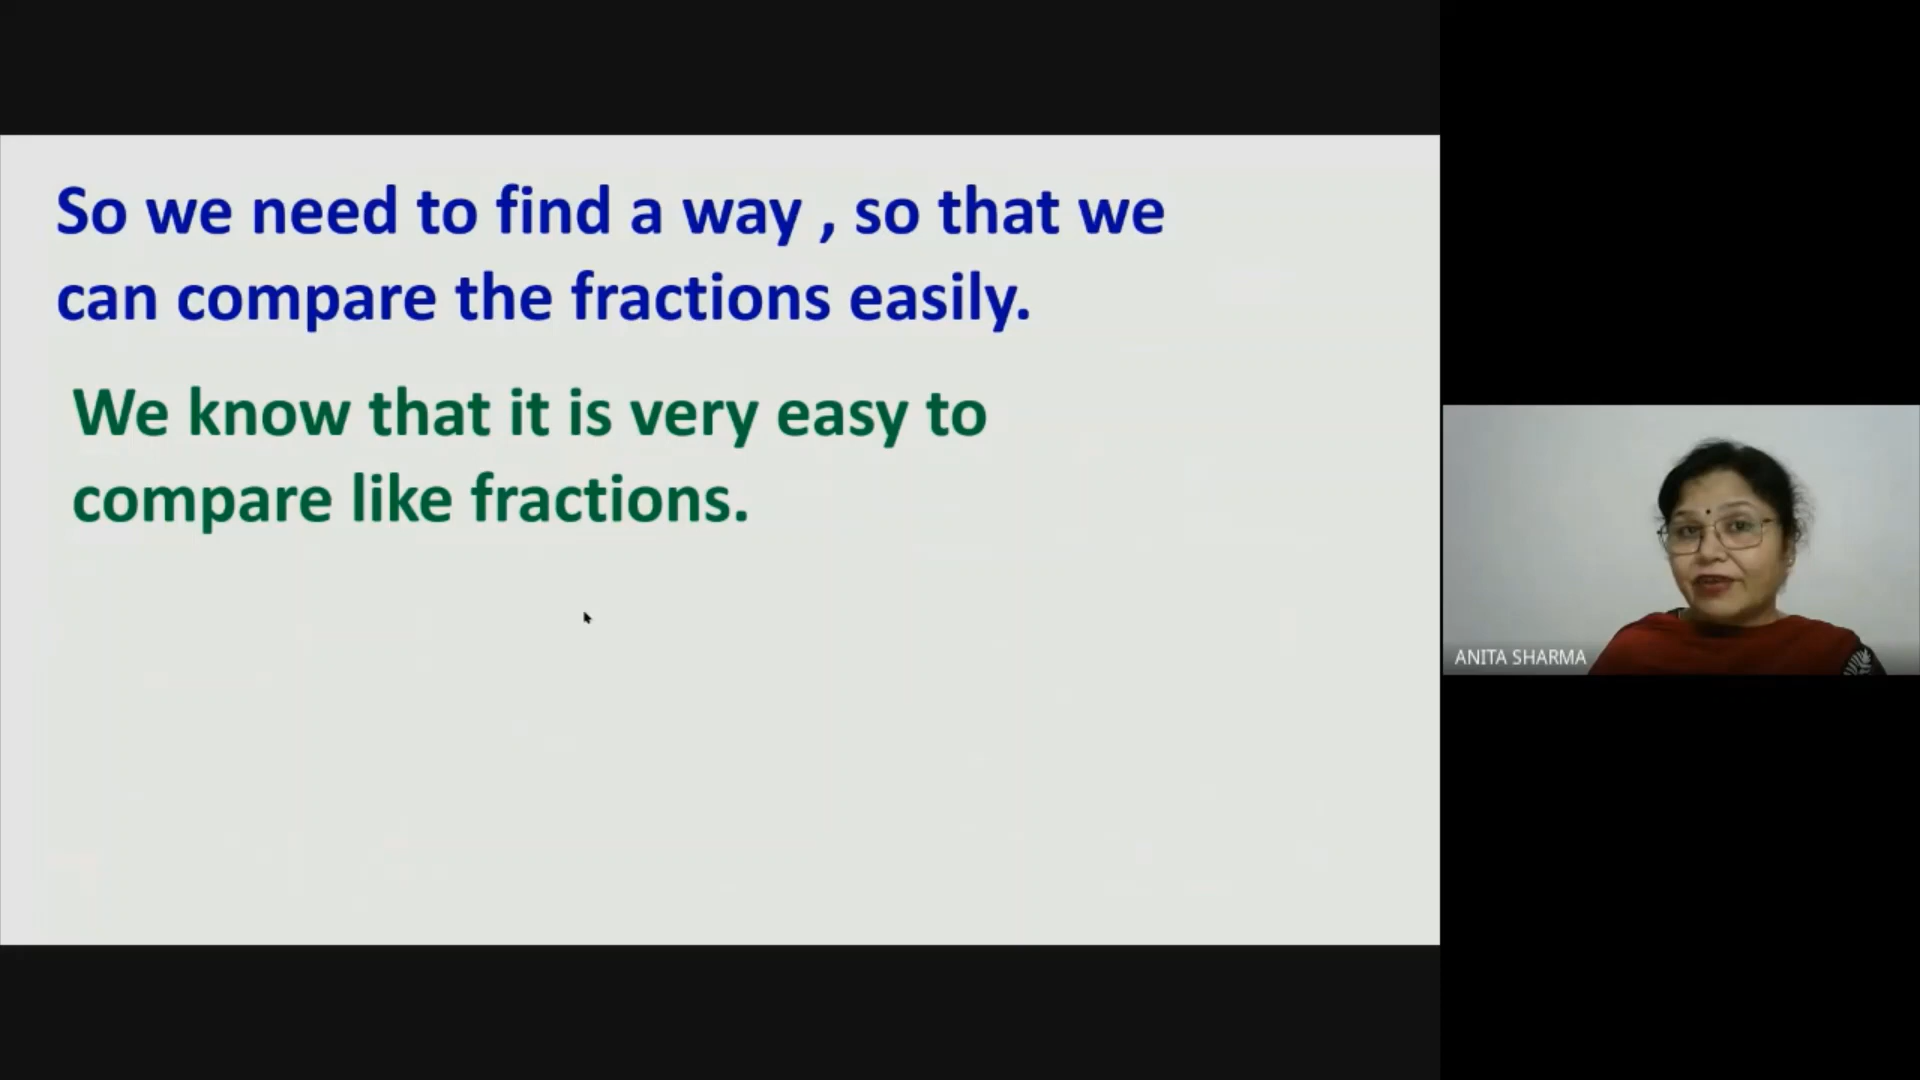 So we need to find a way , so that we
can compare the fractions easily.
We know that it is very easy to
compare like fractions.
ANITA SHARMA